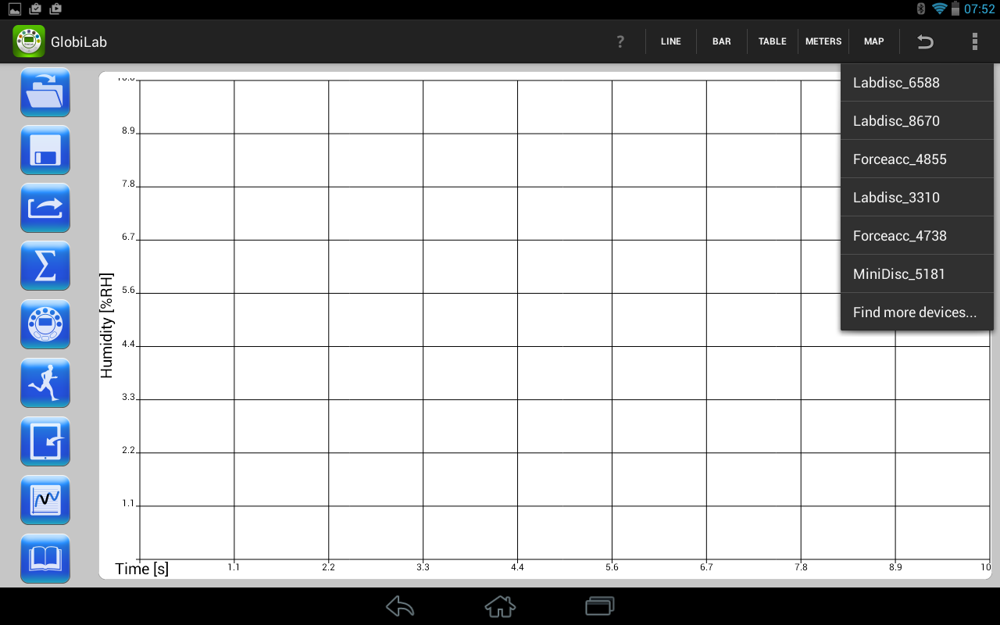 07:52
GlobiLab
?
LINE
BAR
TABLE
METERS
MAP
Labdisc_6588
Labdisc_8670
Forceacc_4855
Labdisc_3310
Forceacc_4738
MiniDisc_5181
Find more devices...
8.9
7.8
6.7
5.6
4.4
3.3
2.2
1.1
Humidity [%RH]
Time [s]
1.1
2.2
3.3
4.4
5.6
6.7
7.8
8.9
10
Σ